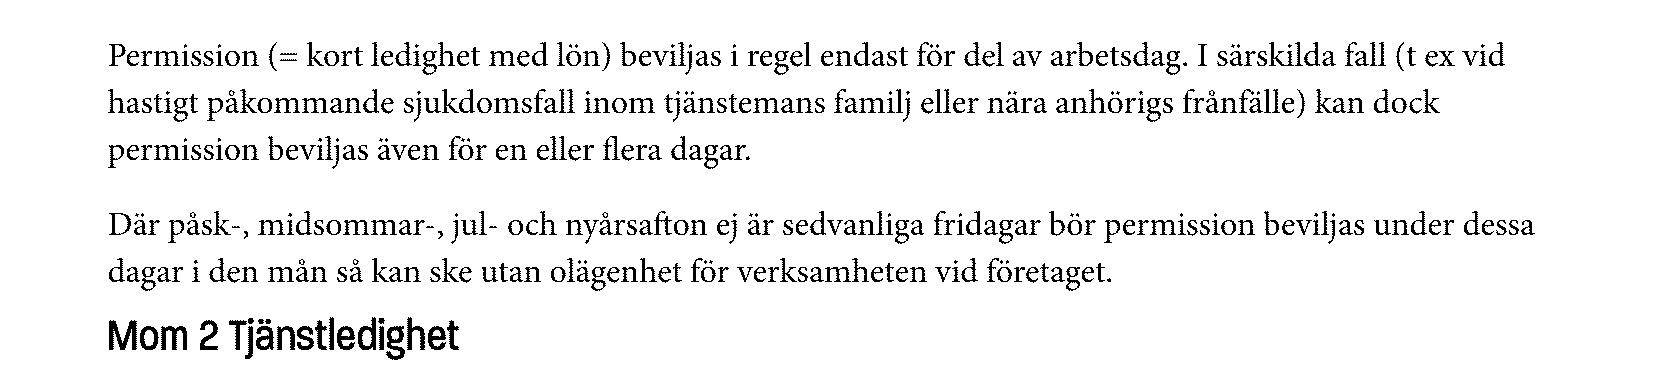 Permission (= kort ledighet med lön) beviljas i regel endast för del av arbetsdag. I särskilda fall (t ex vid
hastigt påkommande sjukdomsfall inom tjänstemans familj eller nära anhörigs frånfälle) kan dock
permission beviljas även för en eller flera dagar.
Där påsk-, midsommar-, jul- och nyårsafton ej är sedvanliga fridagar bör permission beviljas under dessa
dagar i den mån så kan ske utan olägenhet för verksamheten vid företaget.
Mom 2 Tjänstledighet